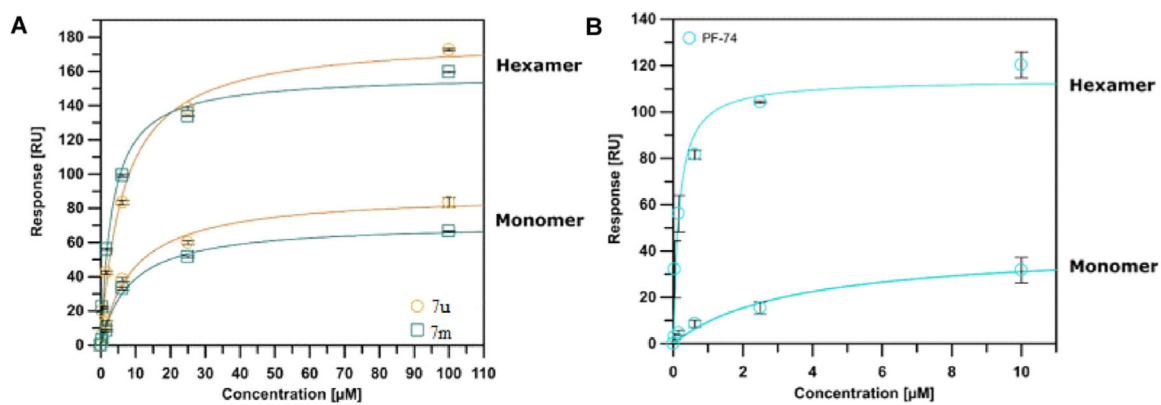 A
Response [RU]
180
160
140
120
100
80
60
40
20
0
Hexamer
Monomer
7u
7m
0 10 20 30 40 50 60 70 80 90 100 110
Concentration [µM]
B
PF-74
Response [RU]
140
120
100
80
60
40
20
0
Hexamer
Monomer
0 2 4 6 8 10
Concentration [µM]